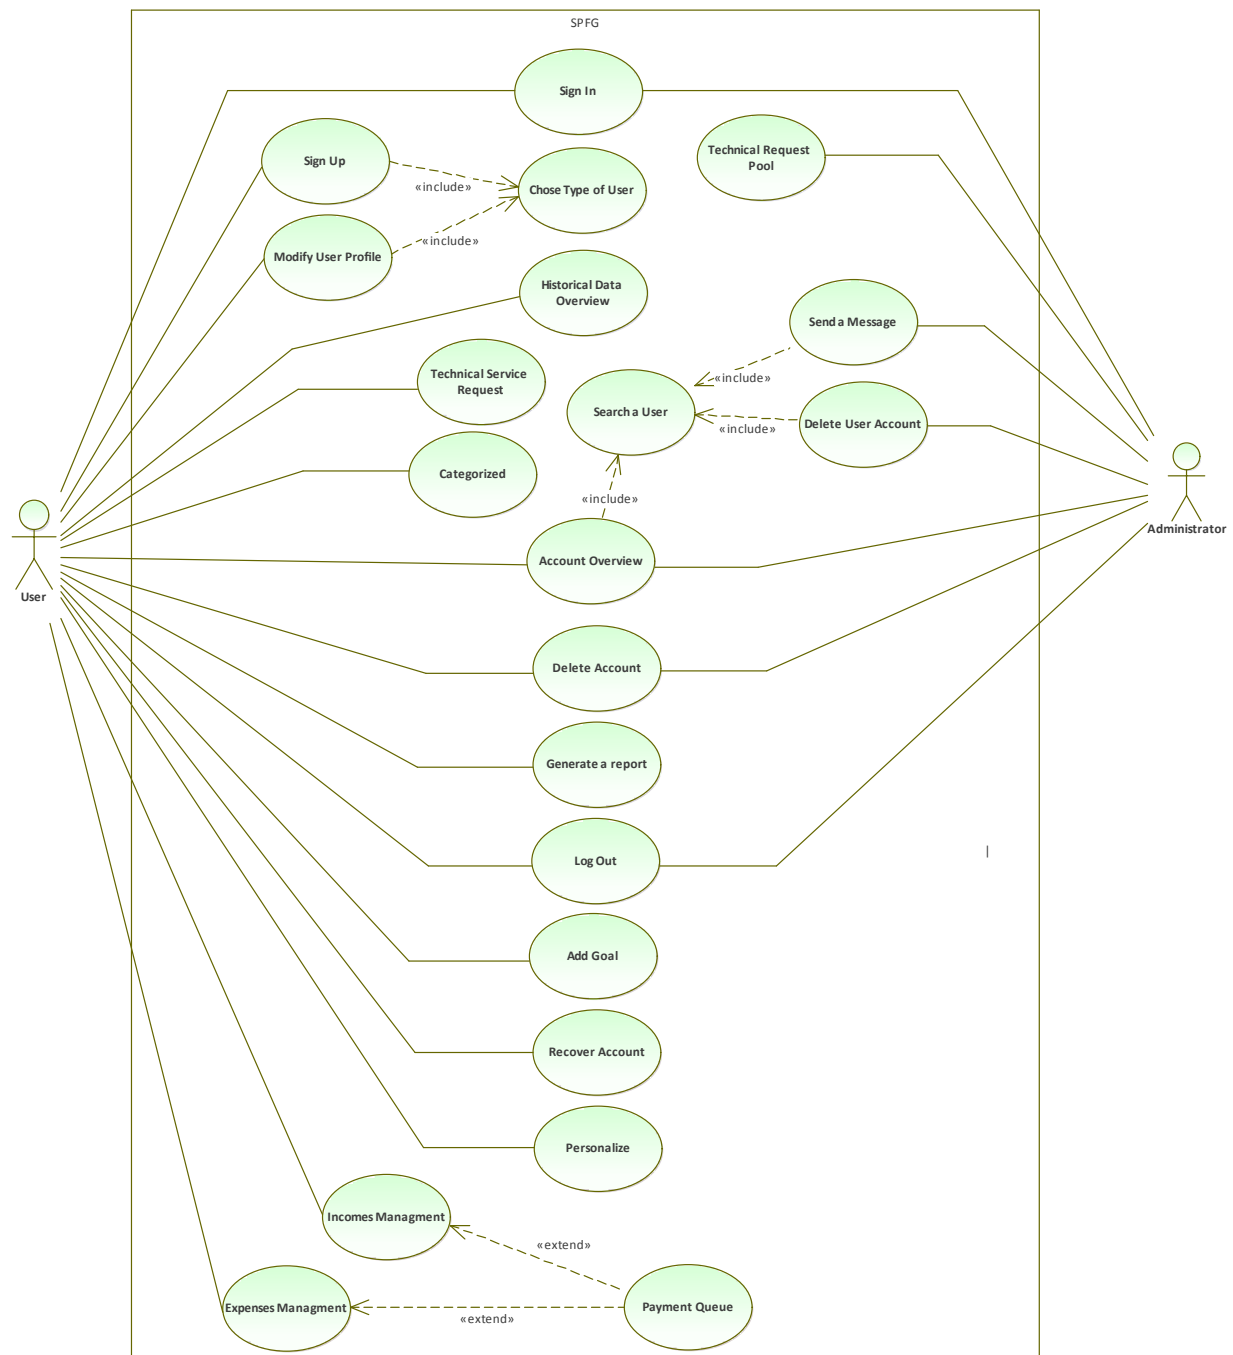 SPFG
Sign In
Technical Request
Pool
Sign Up
«include»
Chose Type of User
Modify User Profile
«include»
Historical Data
Overview
Send a Message
Technical Service
Request
«include»
Search a User
Delete User Account
«include»
Categorized
«include»
User
Administrator
Account Overview
Delete Account
Generate a report
Log Out
Add Goal
Recover Account
Personalize
Incomes Managment
«extend»
Expenses Managment
Payment Queue
«extend»